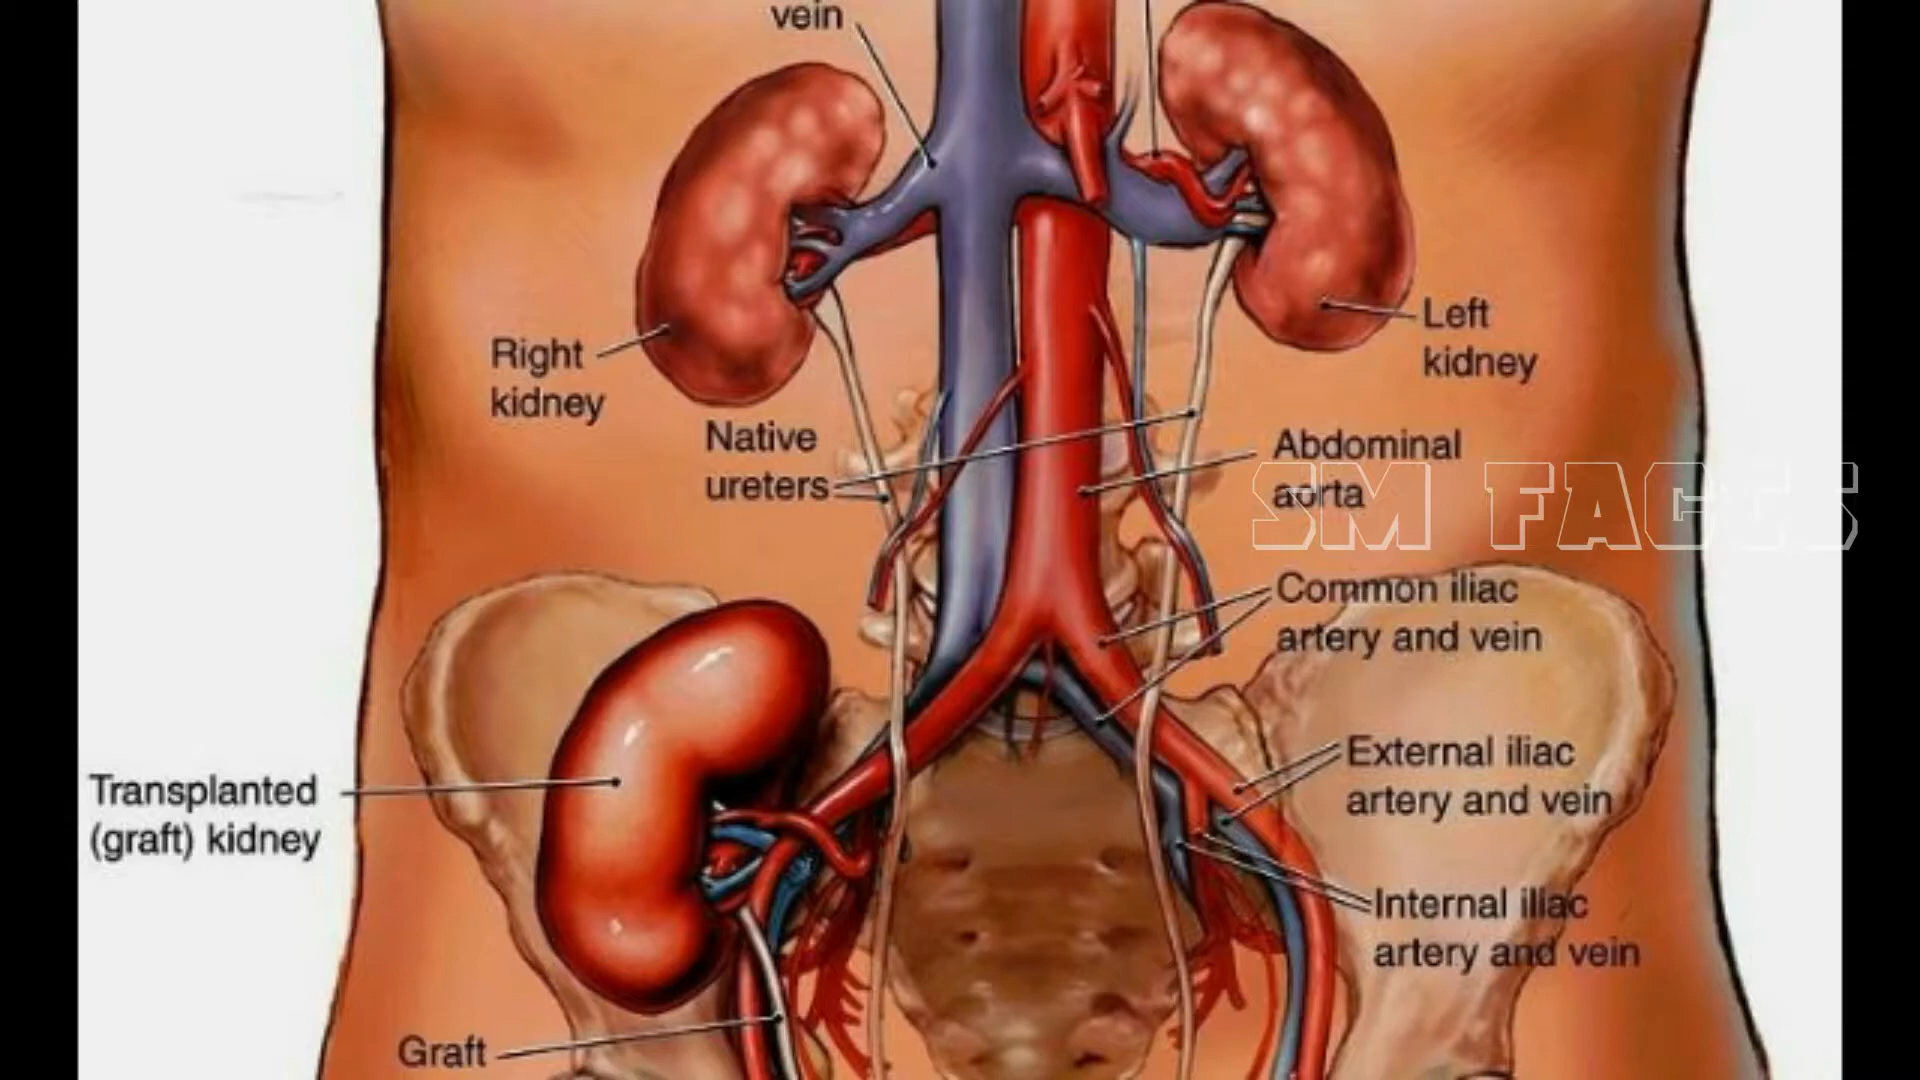 vein
Right
kidney
Left
kidney
Native
ureters
Abdominal
aorta
SM FACTS
Common iliac
artery and vein
External iliac
artery and vein
Transplanted
(graft) kidney
Internal iliac
artery and vein
Graft